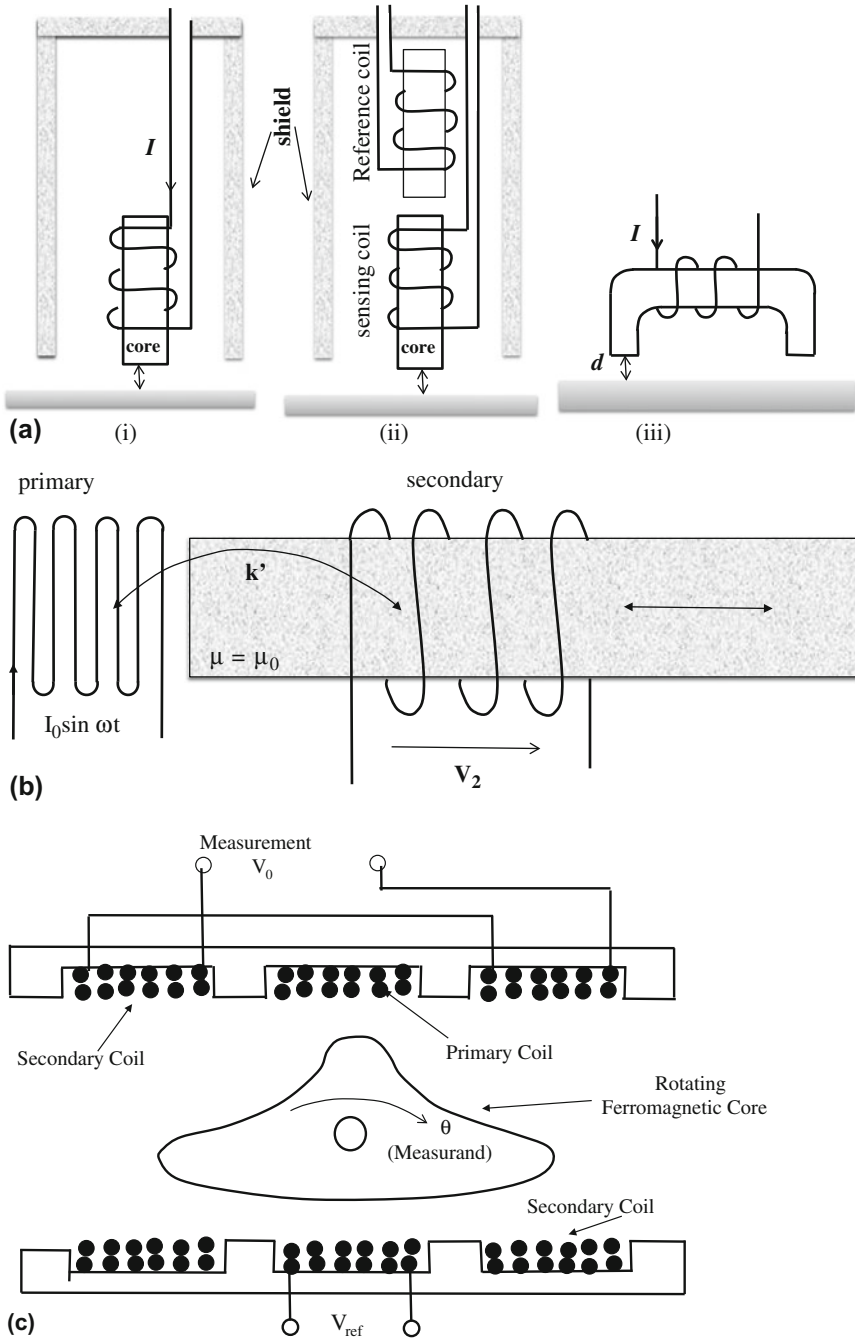 I
shield
Reference coil
sensing coil
core
core
I
d
(a)
(i)
(ii)
(iii)
primary
secondary
k'
μ = μ₀
I₀sin ωt
V₂
(b)
Measurement
V₀
Secondary Coil
Primary Coil
Rotating
Ferromagnetic Core
θ
(Measurand)
Secondary Coil
(c)
V_ref